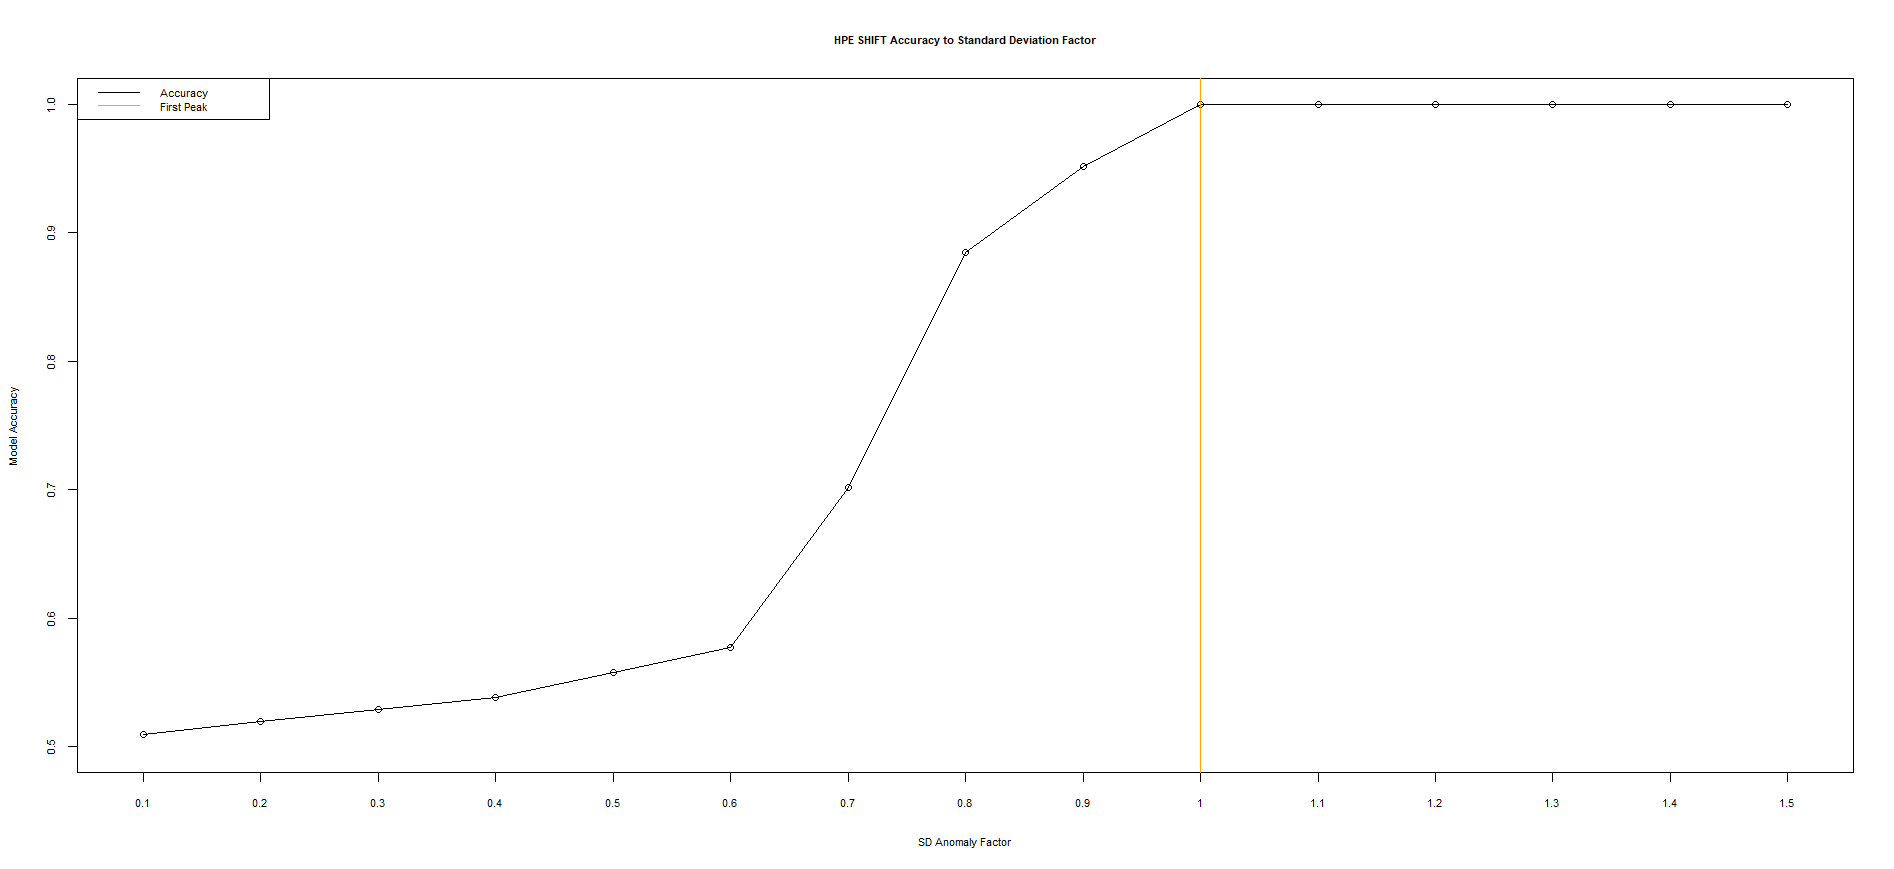 HPE SHIFT Accuracy to Standard Deviation Factor
Accuracy
First Peak
1.0
0.9
0.8
0.7
0.6
0.5
Model Accuracy
0.1 0.2 0.3 0.4 0.5 0.6 0.7 0.8 0.9 1 1.1 1.2 1.3 1.4 1.5
SD Anomaly Factor